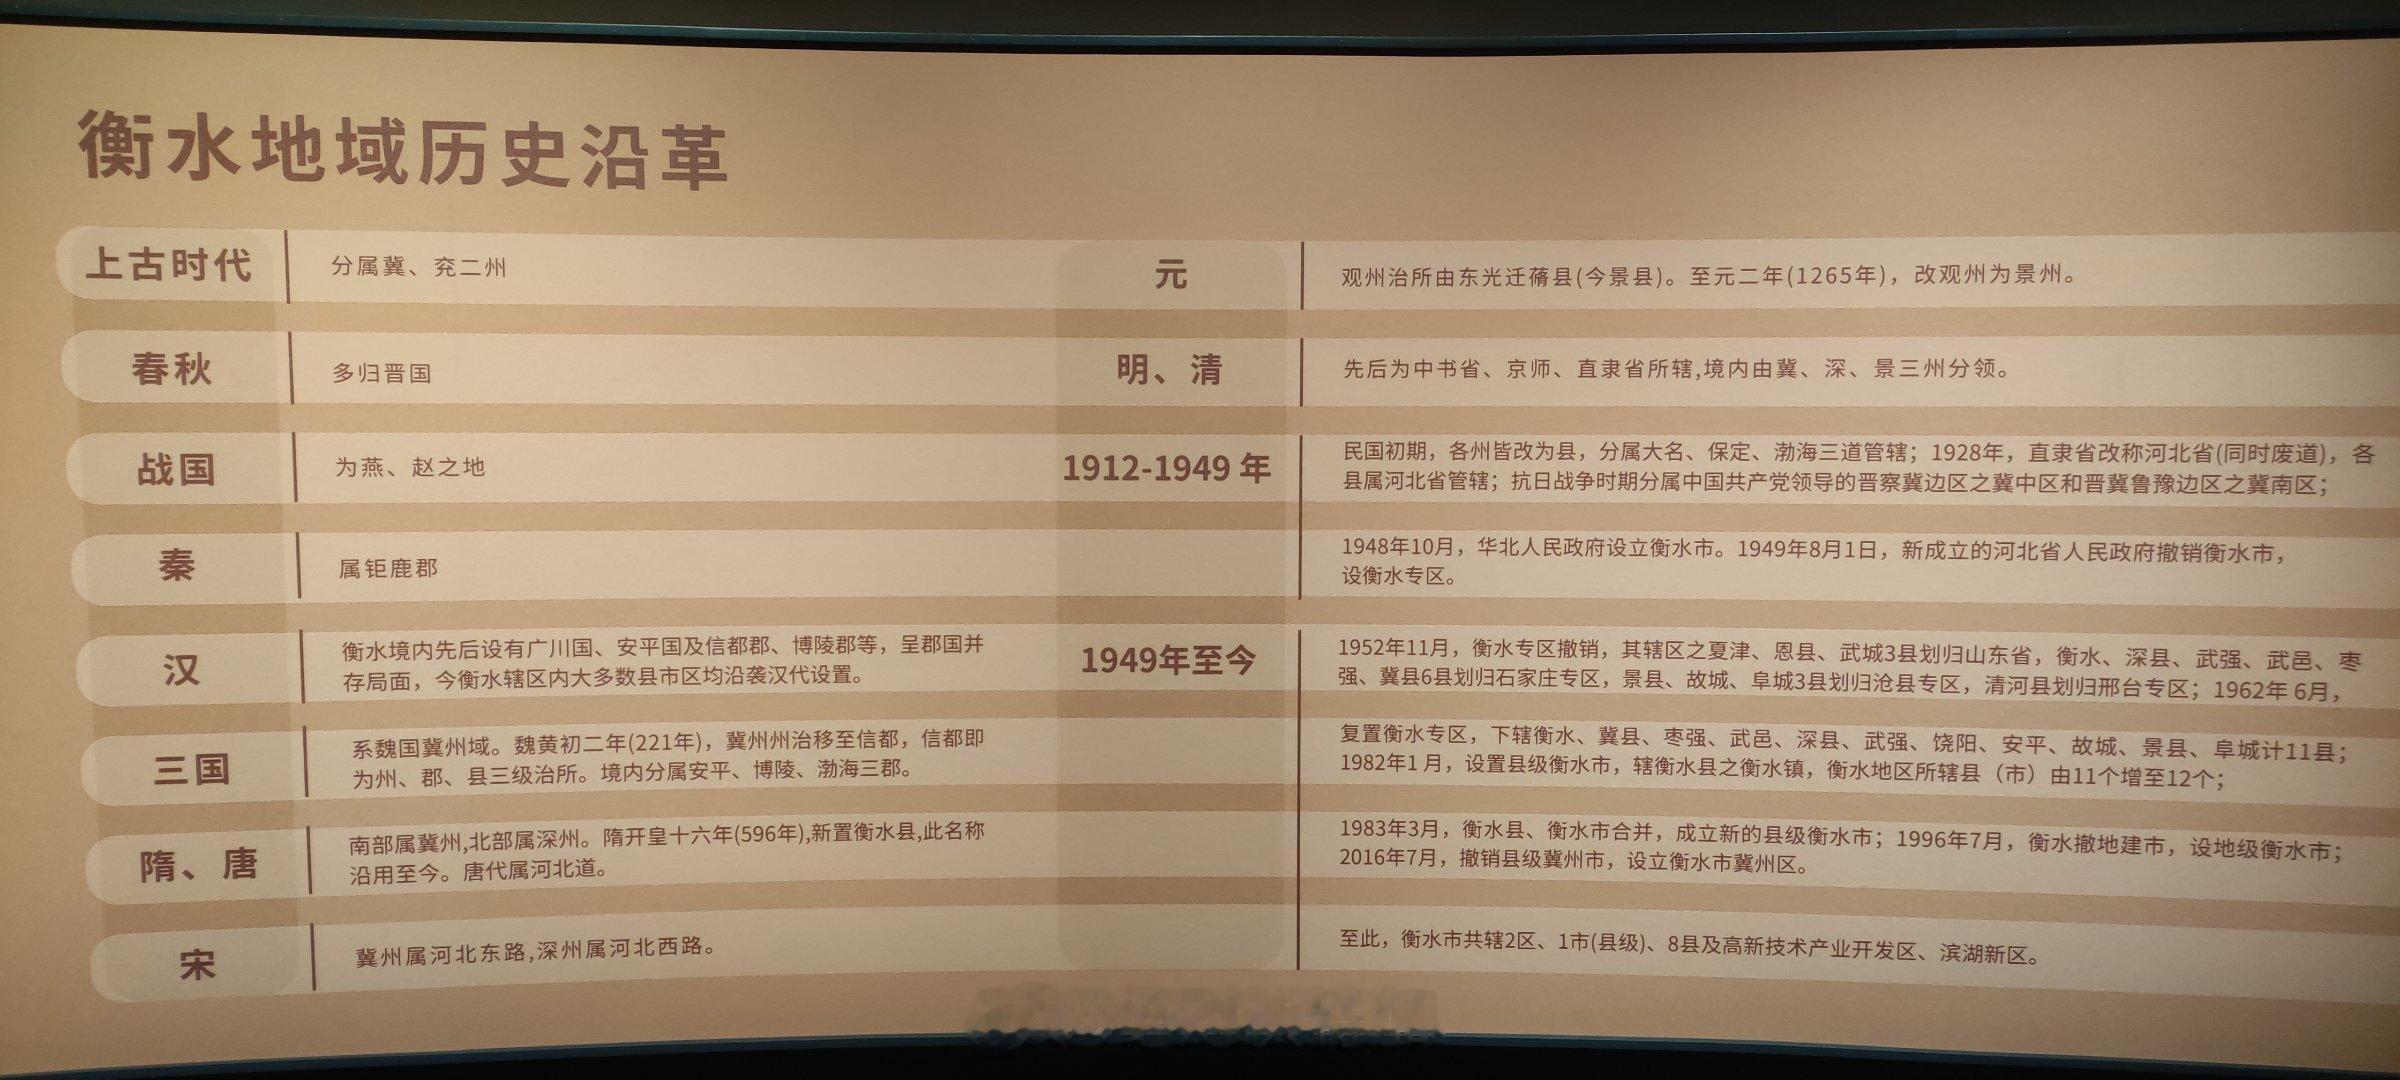 衡水地域历史沿革
上古时代
分属冀、兖二州
春秋
多归晋国
战国
为燕、赵之地
秦
属钜鹿郡
汉
衡水境内先后设有广川国、安平国及信都郡、博陵郡等，呈郡国并
存局面，今衡水辖区内大多数县市区均沿袭汉代设置。
三国
系魏国冀州域。魏黄初二年(221年)，冀州州治移至信都，信都即
为州、郡、县三级治所。境内分属安平、博陵、渤海三郡。
隋、唐
南部属冀州,北部属深州。隋开皇十六年(596年),新置衡水县,此名称
沿用至今。唐代属河北道。
宋
冀州属河北东路,深州属河北西路。
元
观州治所由东光迁蓨县(今景县)。至元二年(1265年)，改观州为景州。
明、清
先后为中书省、京师、直隶省所辖,境内由冀、深、景三州分领。
1912-1949 年
民国初期，各州皆改为县，分属大名、保定、渤海三道管辖；1928年，直隶省改称河北省(同时废道)，各
县属河北省管辖；抗日战争时期分属中国共产党领导的晋察冀边区之冀中区和晋冀鲁豫边区之冀南区；
1948年10月，华北人民政府设立衡水市。1949年8月1日，新成立的河北省人民政府撤销衡水市，
设衡水专区。
1949年至今
1952年11月，衡水专区撤销，其辖区之夏津、恩县、武城3县划归山东省，衡水、深县、武强、武邑、枣
强、冀县6县划归石家庄专区，景县、故城、阜城3县划归沧县专区，清河县划归邢台专区；1962年 6月，
复置衡水专区，下辖衡水、冀县、枣强、武邑、深县、武强、饶阳、安平、故城、景县、阜城计11县；
1982年1 月，设置县级衡水市，辖衡水县之衡水镇，衡水地区所辖县（市）由11个增至12个；
1983年3月，衡水县、衡水市合并，成立新的县级衡水市；1996年7月，衡水撤地建市，设地级衡水市；
2016年7月，撤销县级冀州市，设立衡水市冀州区。
至此，衡水市共辖2区、1市(县级)、8县及高新技术产业开发区、滨湖新区。